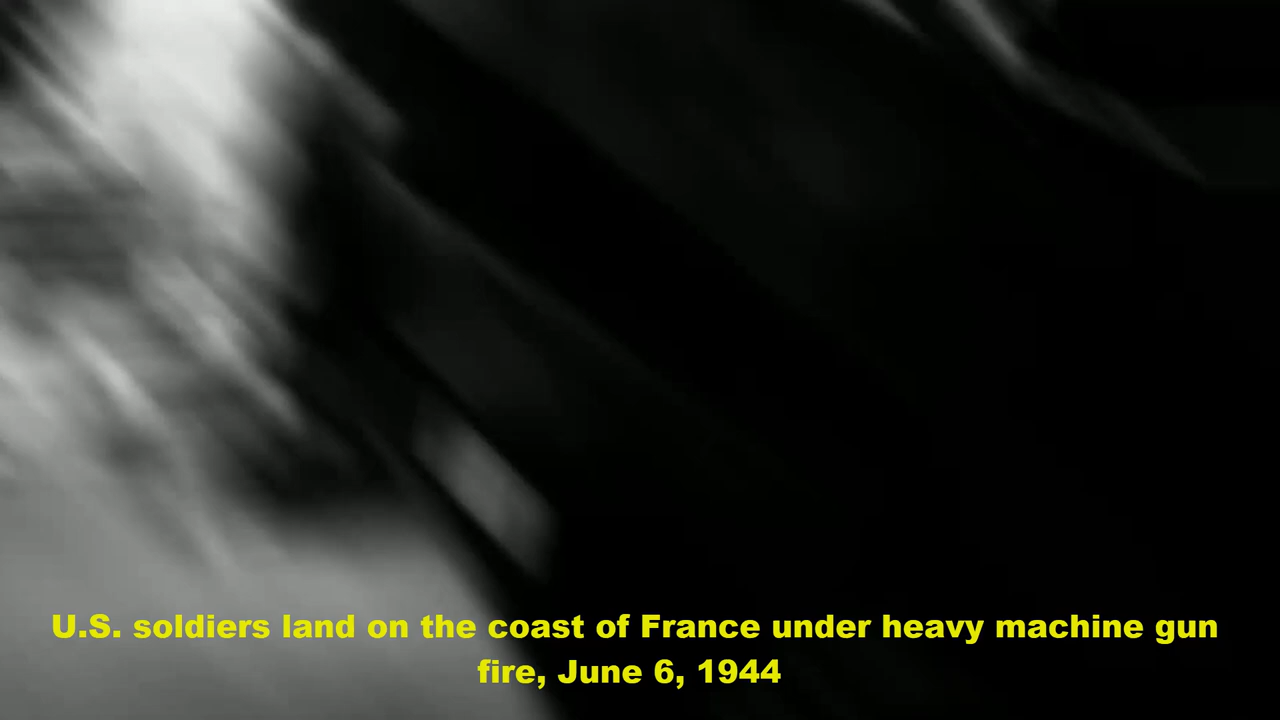 U.S. soldiers land on the coast of France under heavy machine gun
fire, June 6, 1944